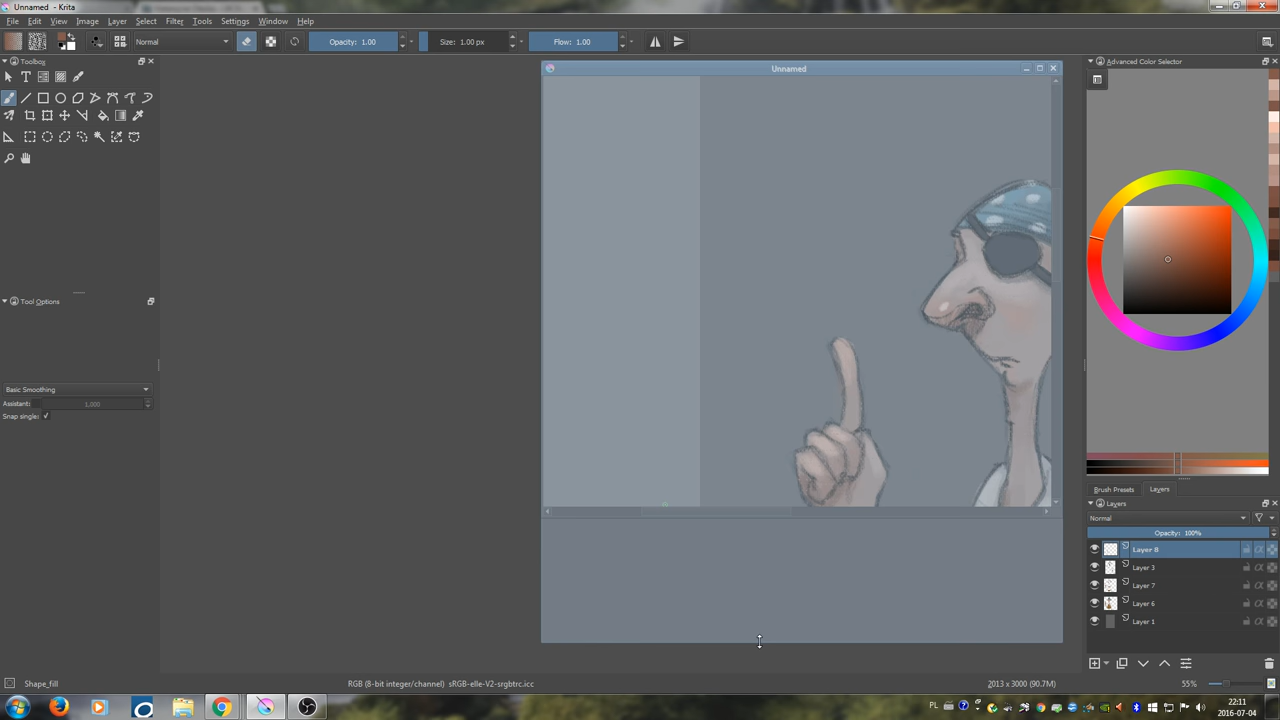 Unnamed - Krita
File Edit View Image Layer Select Filter Tools Settings Window Help
Normal Opacity: 1.00 Size: 1.00 px Flow: 1.00
Toolbox
Tool Options
Basic Smoothing
Assistant: 1,000
Snap single:
Unnamed
Advanced Color Selector
Brush Presets Layers
Layers
Normal
Opacity: 100%
Layer 8
Layer 3
Layer 7
Layer 6
Layer 1
Shape_fill RGB (8-bit integer/channel) sRGB-elle-V2-srgbtrc.icc 2013 x 3000 (90.7M) 55%
PL 22:11
2016-07-04